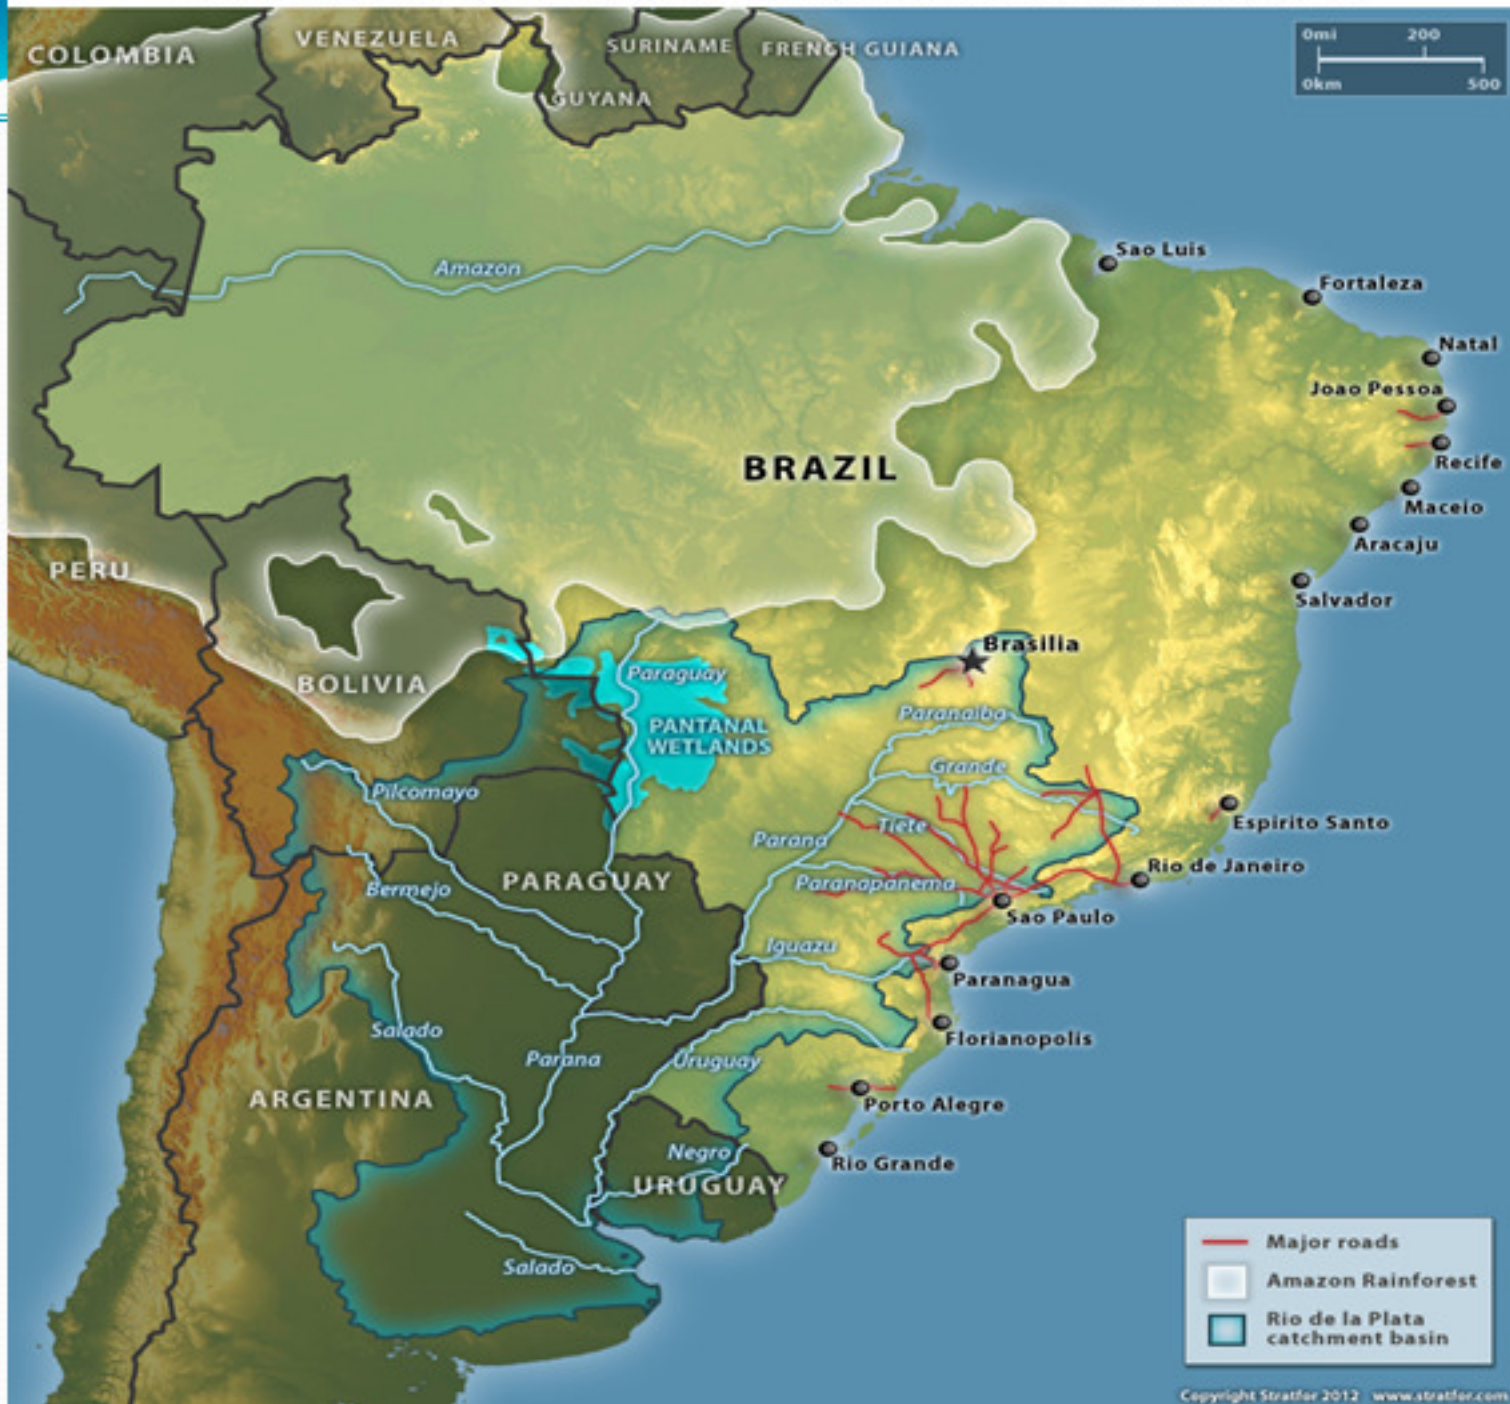 COLOMBIA
VENEZUELA
SURINAME
FRENCH GUIANA
GUYANA
0mi 200
0km 500
Amazon
Sao Luis
Fortaleza
Natal
Joao Pessoa
BRAZIL
Recife
Maceio
Aracaju
PERU
Salvador
Brasilia
BOLIVIA
Paraguay
PANTANAL
WETLANDS
Paranaiba
Grande
Pilcomayo
Tiete
Espirito Santo
Parana
Rio de Janeiro
PARAGUAY
Bermejo
Paranapanema
Sao Paulo
Iguazu
Paranagua
Salado
Florianopolis
Parana
Uruguay
ARGENTINA
Porto Alegre
Negro
Rio Grande
URUGUAY
Salado
Major roads
Amazon Rainforest
Rio de la Plata
catchment basin
Copyright Stratfor 2012 www.stratfor.com